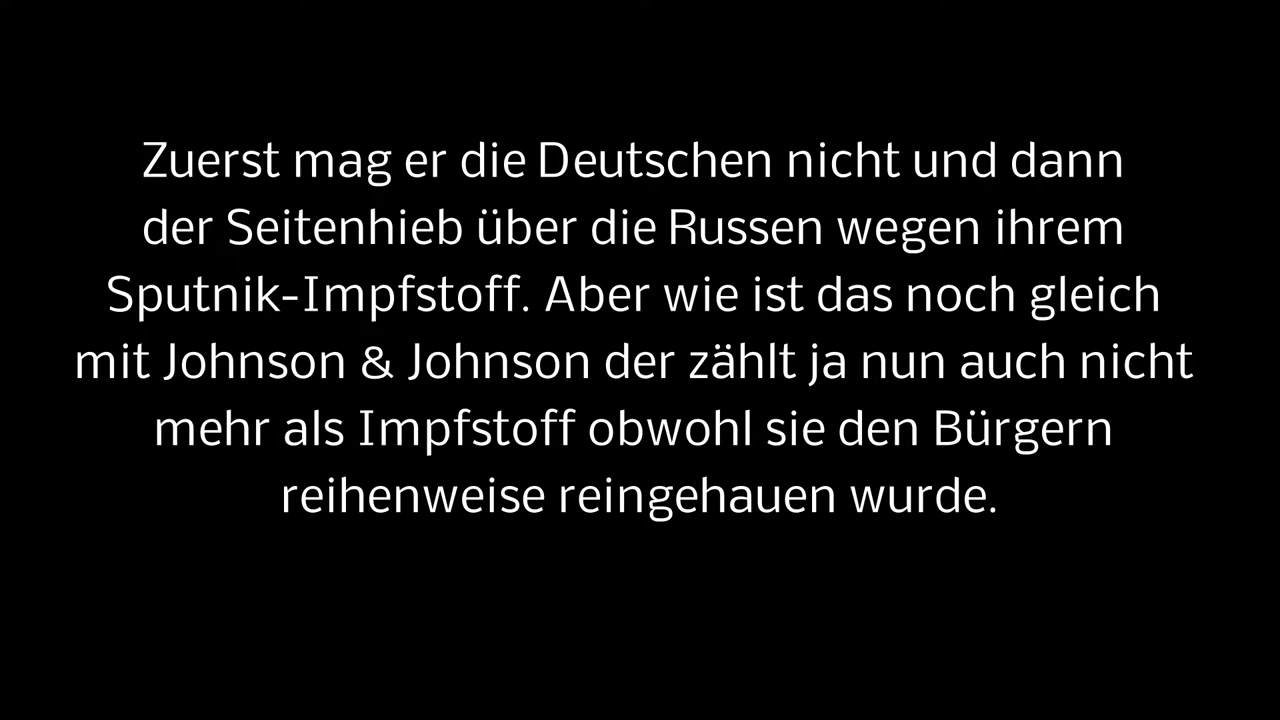 Zuerst mag er die Deutschen nicht und dann
der Seitenhieb über die Russen wegen ihrem
Sputnik-Impfstoff. Aber wie ist das noch gleich
mit Johnson & Johnson der zählt ja nun auch nicht
mehr als Impfstoff obwohl sie den Bürgern
reihenweise reingehauen wurde.